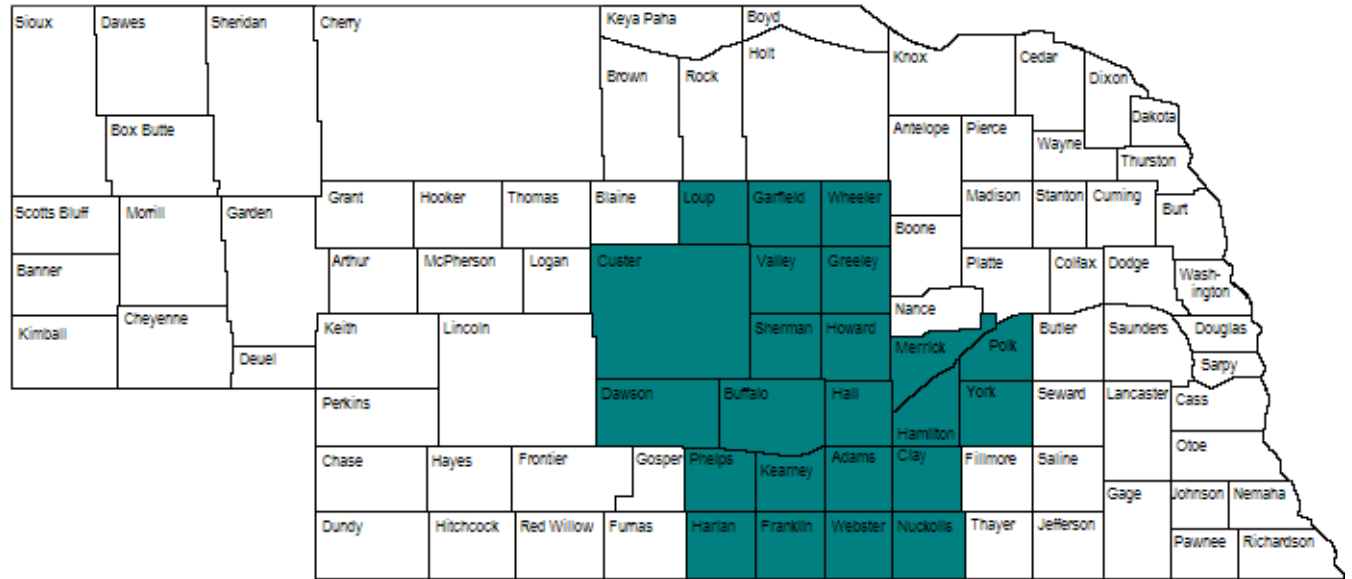 Sioux
Dawes
Sheridan
Cherry
Keya Paha
Boyd
Holt
Knox
Cedar
Dixon
Brown
Rock
Dakota
Box Butte
Antelope
Pierce
Wayne
Thurston
Scotts Bluff
Morrill
Garden
Grant
Hooker
Thomas
Blaine
Loup
Garfield
Wheeler
Madison
Stanton
Cuming
Burt
Boone
Banner
Arthur
McPherson
Logan
Custer
Valley
Greeley
Platte
Colfax
Dodge
Wash-
ington
Nance
Kimball
Cheyenne
Keith
Lincoln
Sherman
Howard
Merrick
Polk
Butler
Saunders
Douglas
Deuel
Sarpy
Perkins
Dawson
Buffalo
Hall
York
Seward
Lancaster
Cass
Hamilton
Otoe
Chase
Hayes
Frontier
Gosper
Phelps
Kearney
Adams
Clay
Fillmore
Saline
Gage
Johnson
Nemaha
Dundy
Hitchcock
Red Willow
Furnas
Harlan
Franklin
Webster
Nuckolls
Thayer
Jefferson
Pawnee
Richardson